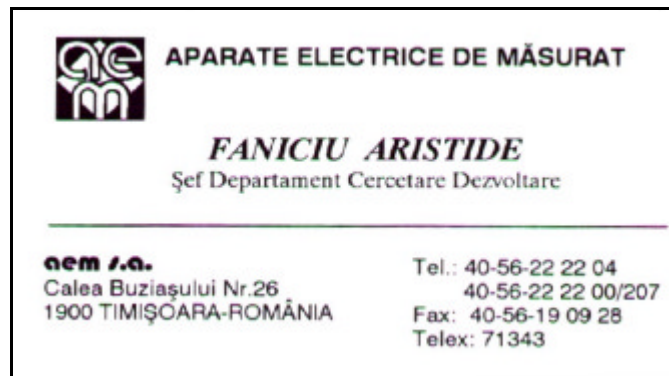 aem
APARATE ELECTRICE DE MĂSURAT
FANICIU ARISTIDE
Şef Departament Cercetare Dezvoltare
aem s.a.
Calea Buziaşului Nr.26
1900 TIMIŞOARA-ROMÂNIA
Tel.: 40-56-22 22 04
40-56-22 22 00/207
Fax: 40-56-19 09 28
Telex: 71343